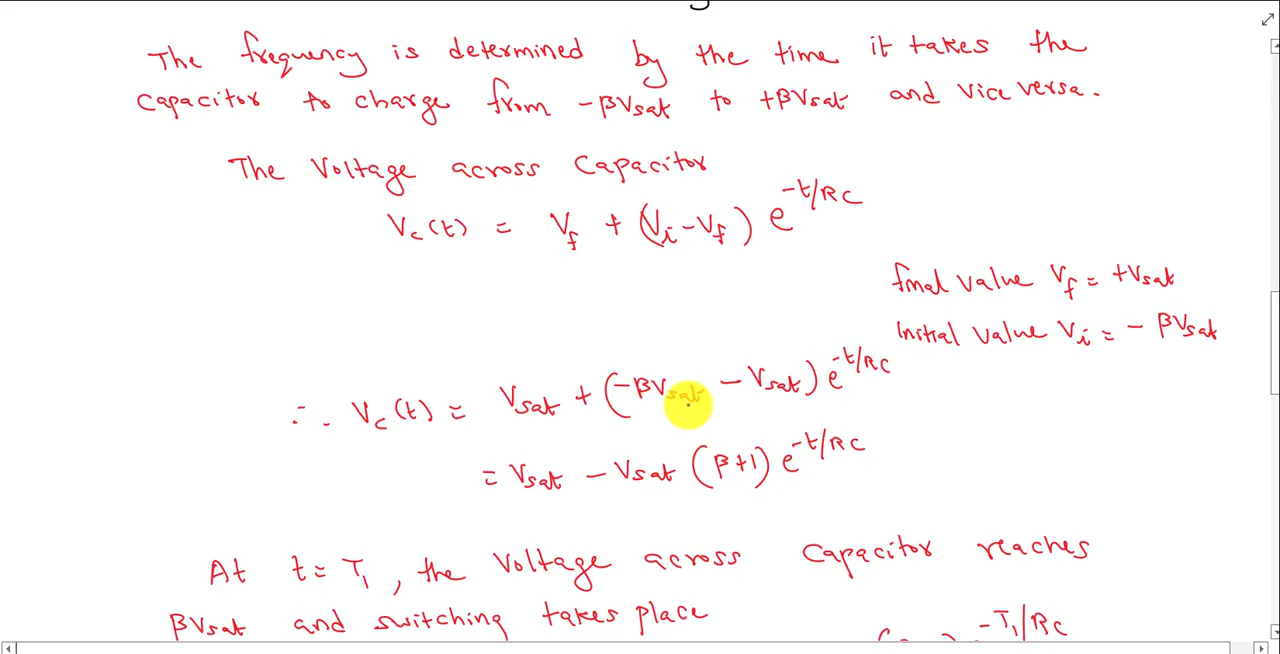 The frequency is determined by the time it takes the
capacitor to charge from -βVsat to +βVsat and vice versa.
The Voltage across Capacitor
Vc(t) = Vf + (Vi - Vf) e^-t/RC
final value Vf = +Vsat
initial value Vi = - βVsat
∴ Vc(t) = Vsat + (-βVsat - Vsat) e^-t/RC
= Vsat - Vsat (β+1) e^-t/RC
At t = T1, the Voltage across Capacitor reaches
βVsat and switching takes place
-T1/RC